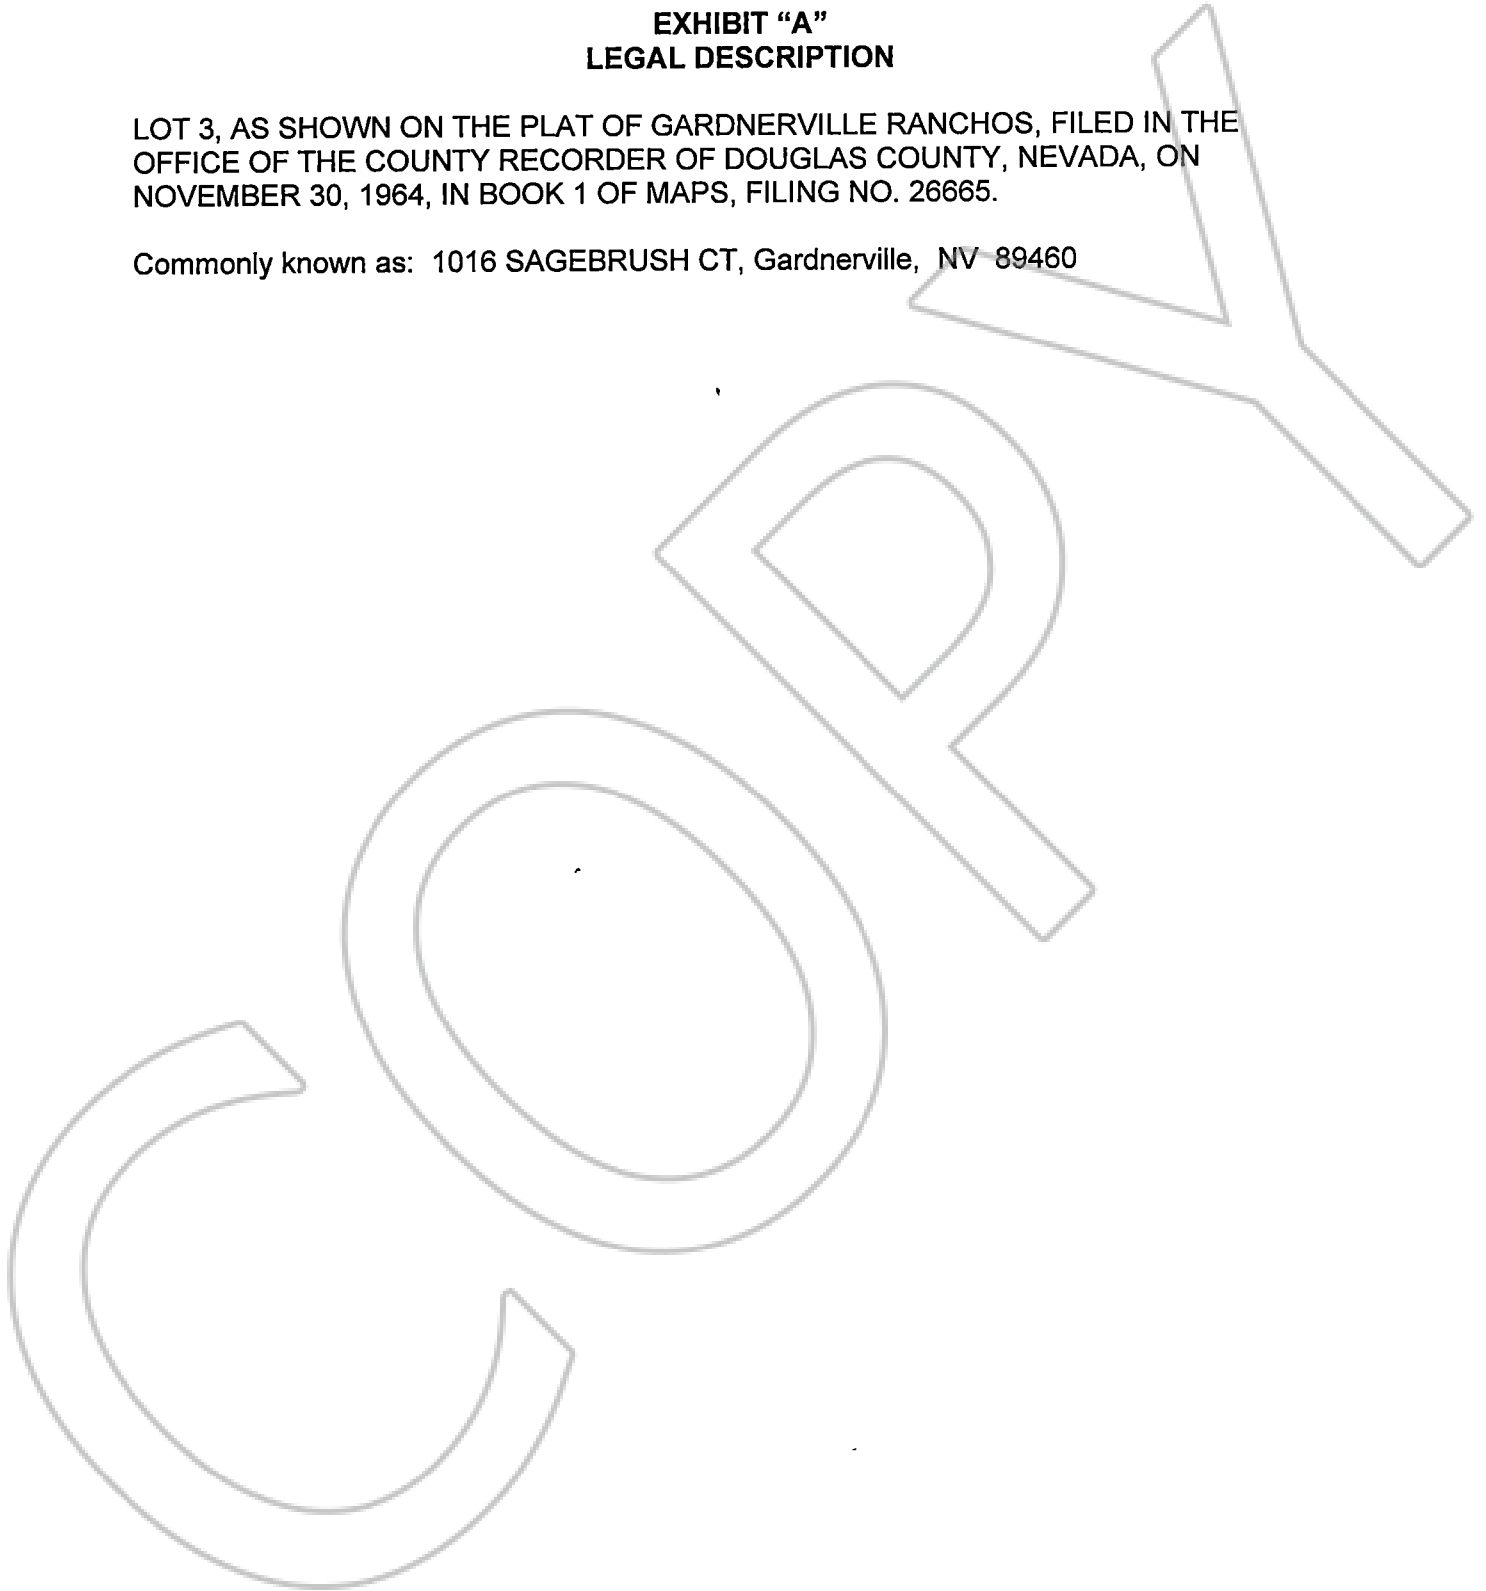 EXHIBIT “A”
LEGAL DESCRIPTION
LOT 3, AS SHOWN ON THE PLAT OF GARDNERVILLE RANCHOS, FILED IN THE
OFFICE OF THE COUNTY RECORDER OF DOUGLAS COUNTY, NEVADA, ON
NOVEMBER 30, 1964, IN BOOK 1 OF MAPS, FILING NO. 26665.
Commonly known as: 1016 SAGEBRUSH CT, Gardnerville, NV 89460
COPY